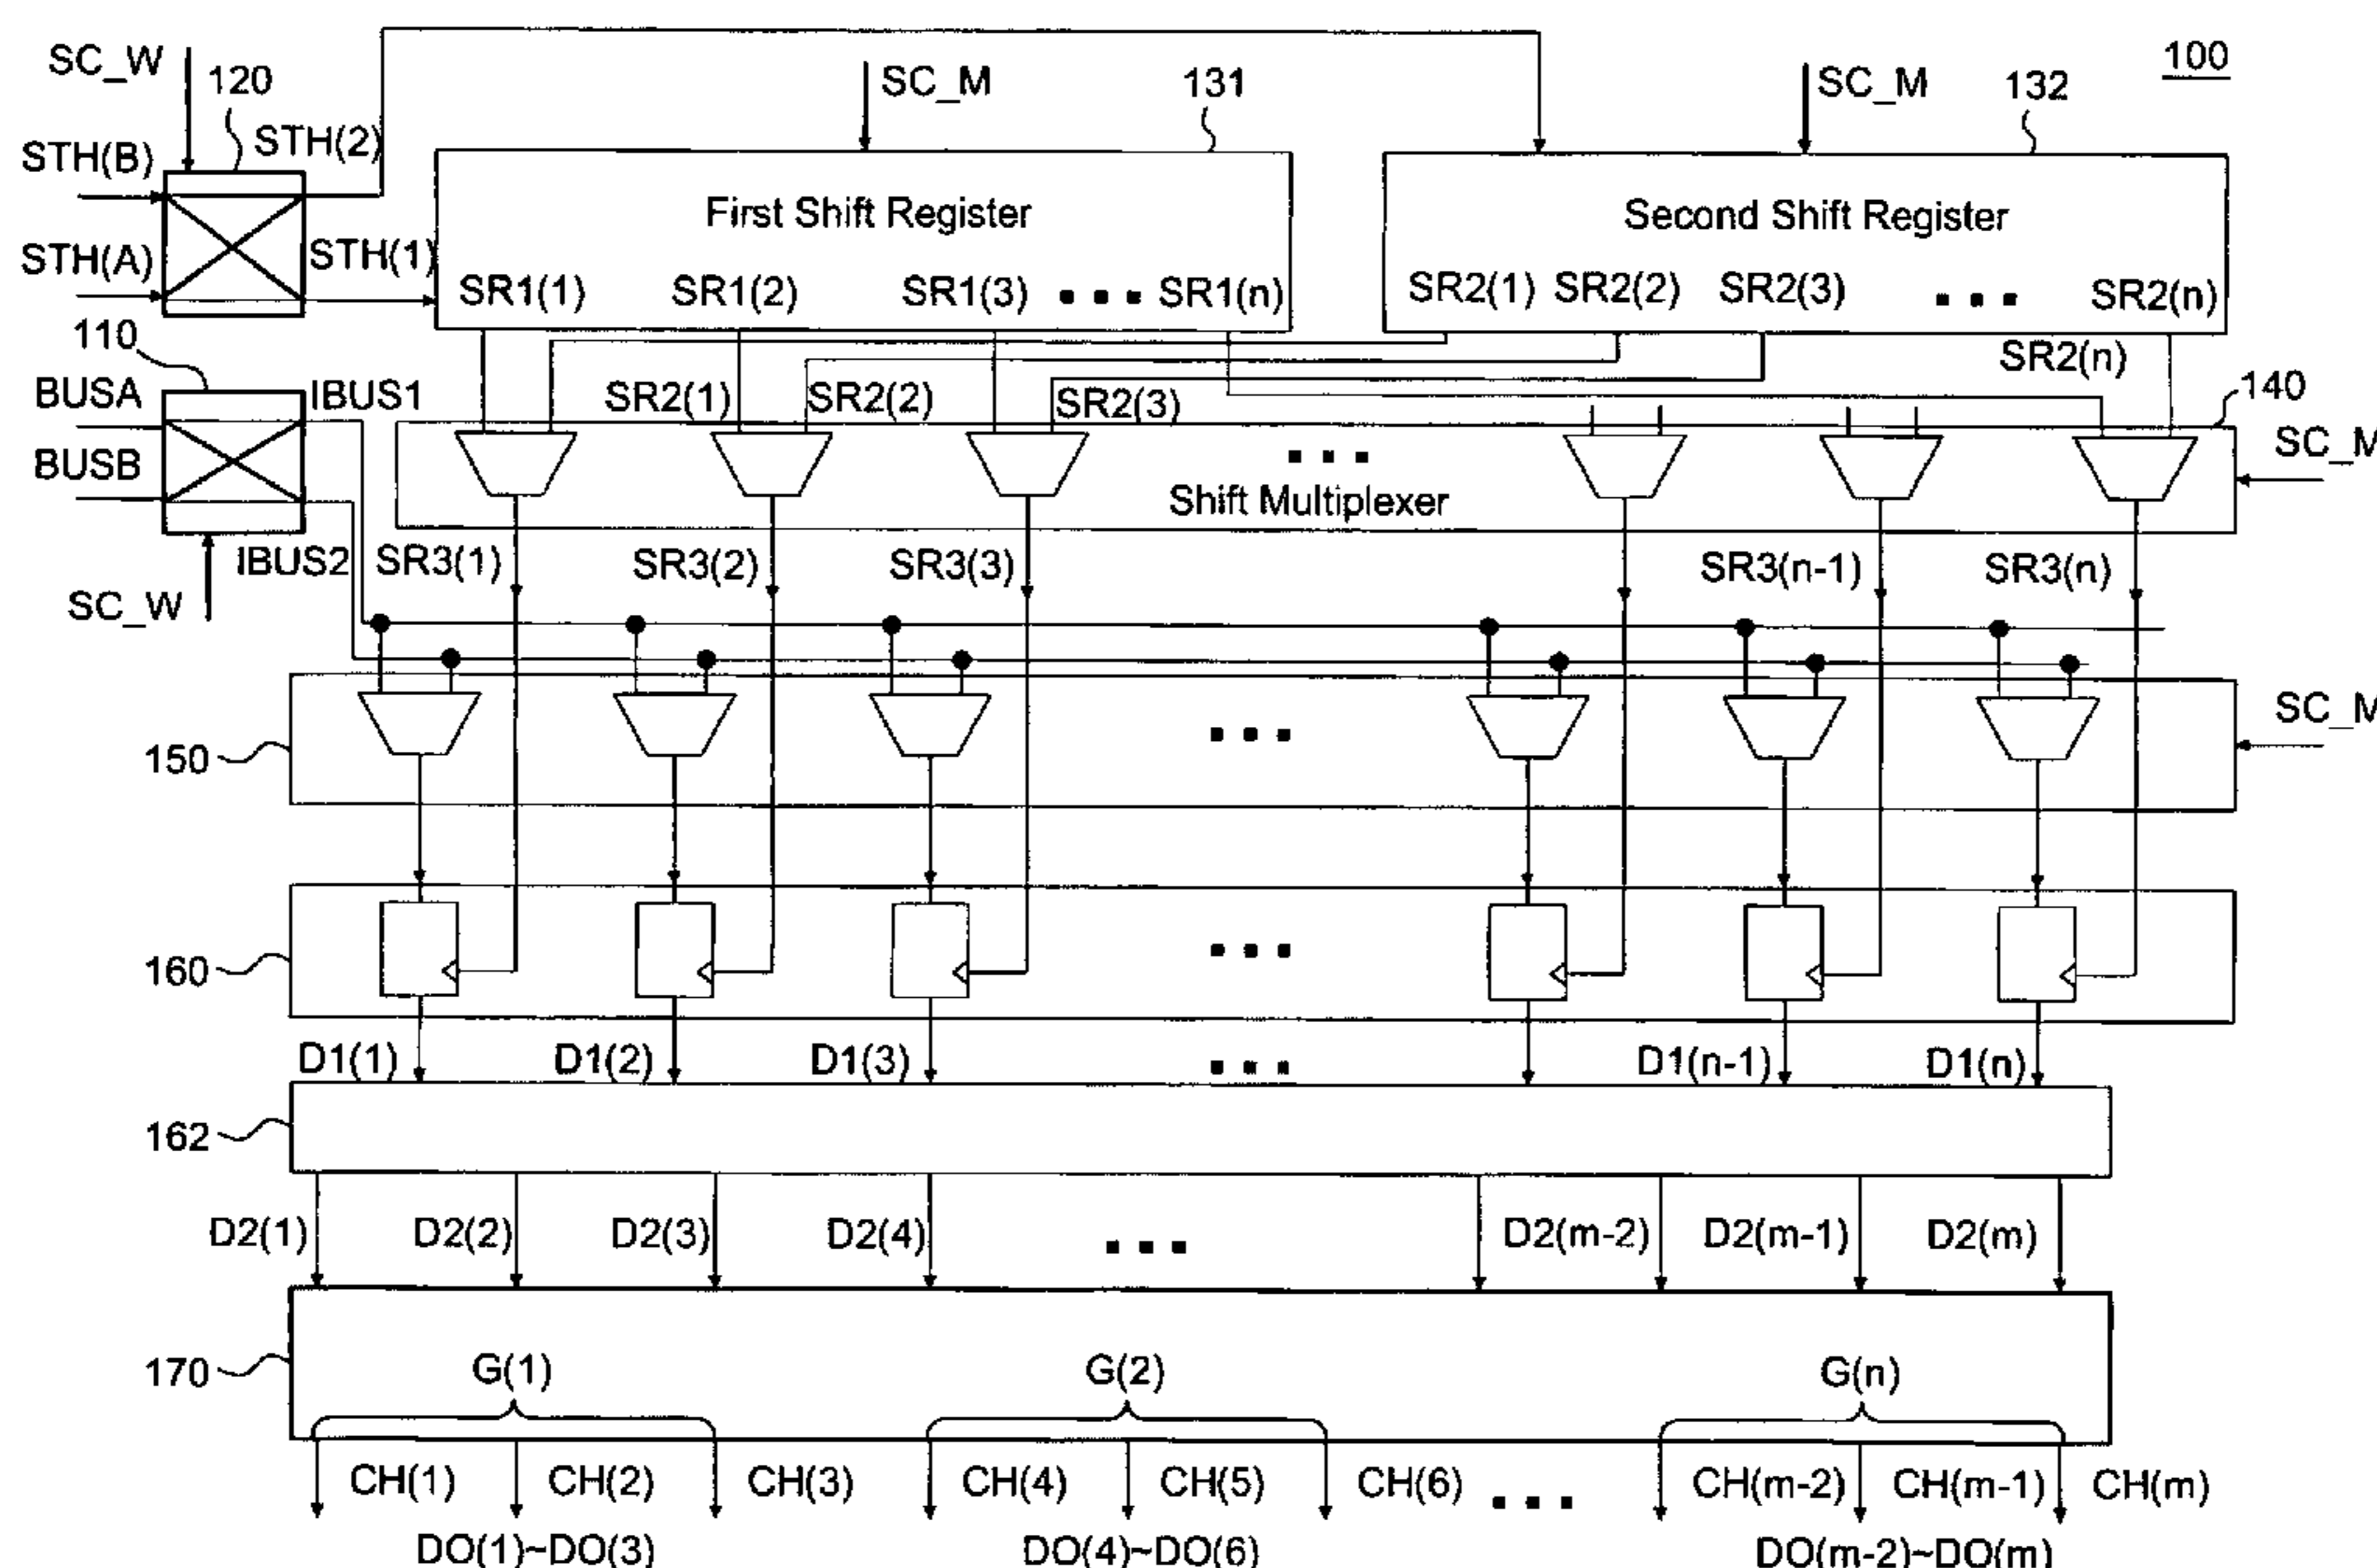 100
SC_W
120
SC_M
131
SC_M
132
STH(B)
STH(2)
STH(A)
STH(1)
First Shift Register
Second Shift Register
SR1(1) SR1(2) SR1(3) ... SR1(n)
SR2(1) SR2(2) SR2(3) ... SR2(n)
110
BUSA
IBUS1
BUSB
SR2(1) SR2(2) SR2(3)
SR2(n)
140
SC_M
...
Shift Multiplexer
IBUS2
SC_W
SR3(1) SR3(2) SR3(3) SR3(n-1) SR3(n)
150
...
SC_M
160
...
D1(1) D1(2) D1(3) ... D1(n-1) D1(n)
162
D2(1) D2(2) D2(3) D2(4) ... D2(m-2) D2(m-1) D2(m)
170
G(1) G(2) G(n)
CH(1) CH(2) CH(3) CH(4) CH(5) CH(6) ... CH(m-2) CH(m-1) CH(m)
DO(1)~DO(3) DO(4)~DO(6) DO(m-2)~DO(m)